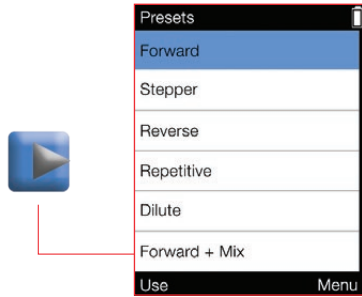 Presets
Forward
Stepper
Reverse
Repetitive
Dilute
Forward + Mix
Use Menu